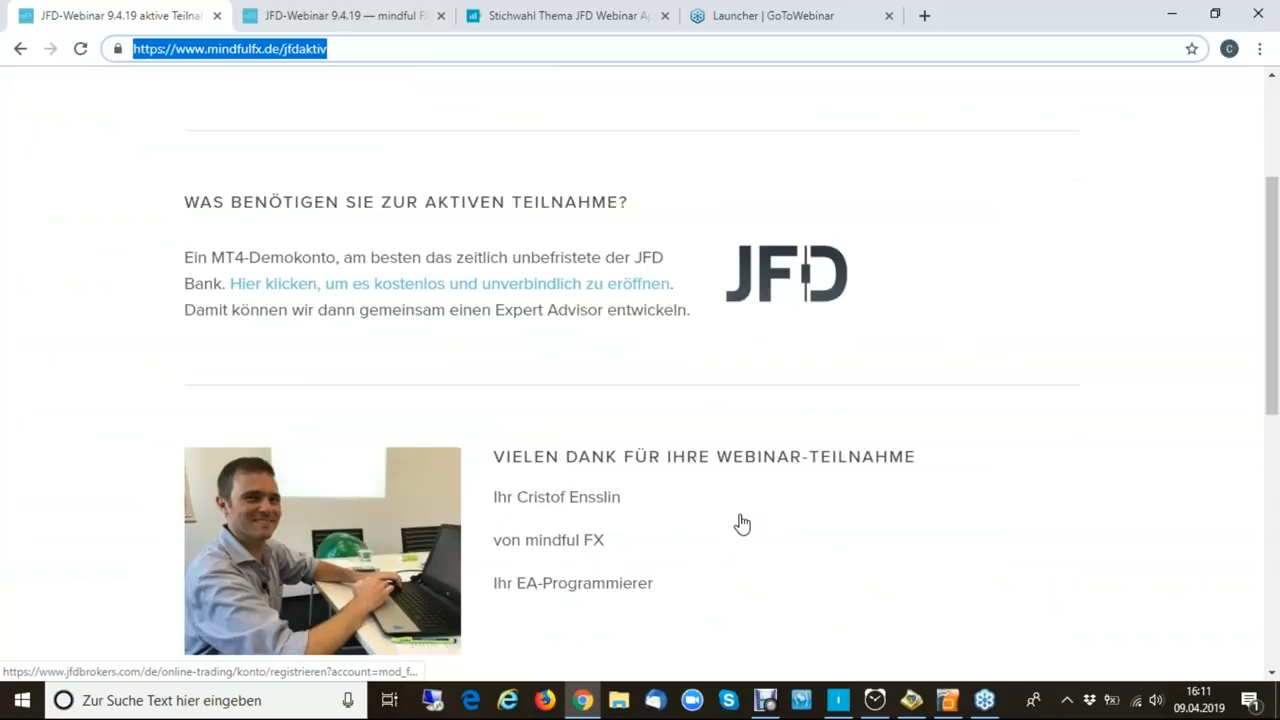 JFD-Webinar 9.4.19 aktive Teilnah
JFD-Webinar 9.4.19 — mindful F
Stichwahl Thema JFD Webinar Ap
Launcher | GoToWebinar
https://www.mindfulfx.de/jfdaktiv
C
WAS BENÖTIGEN SIE ZUR AKTIVEN TEILNAHME?
Ein MT4-Demokonto, am besten das zeitlich unbefristete der JFD
Bank. Hier klicken, um es kostenlos und unverbindlich zu eröffnen.
Damit können wir dann gemeinsam einen Expert Advisor entwickeln.
JFD
VIELEN DANK FÜR IHRE WEBINAR-TEILNAHME
Ihr Cristof Ensslin
von mindful FX
Ihr EA-Programmierer
https://www.jfdbrokers.com/de/online-trading/konto/registrieren?account=mod_f...
Zur Suche Text hier eingeben
16:11
09.04.2019